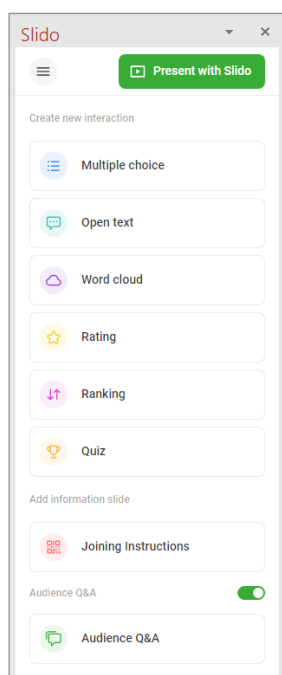 Slido
Present with Slido
Create new interaction
Multiple choice
Open text
Word cloud
Rating
Ranking
Quiz
Add information slide
Joining Instructions
Audience Q&A
Audience Q&A